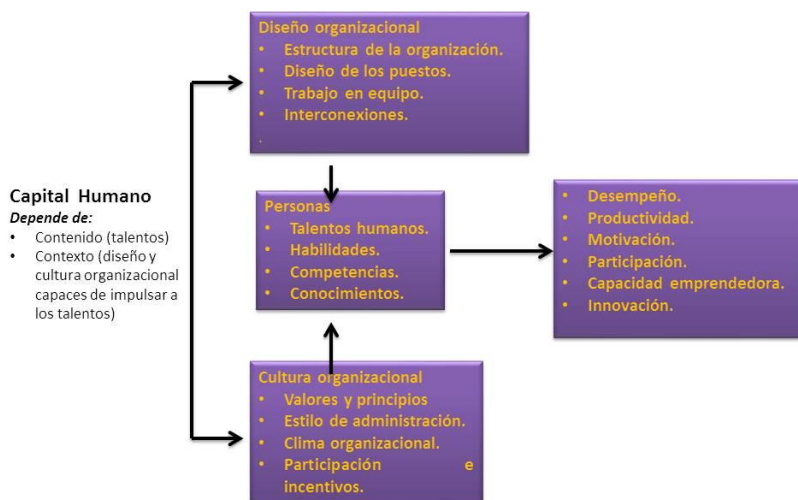 Diseño organizacional
• Estructura de la organización.
• Diseño de los puestos.
• Trabajo en equipo.
• Interconexiones.
.
Capital Humano
Depende de:
• Contenido (talentos)
• Contexto (diseño y
cultura organizacional
capaces de impulsar a
los talentos)
Personas
• Talentos humanos.
• Habilidades.
• Competencias.
• Conocimientos.
• Desempeño.
• Productividad.
• Motivación.
• Participación.
• Capacidad emprendedora.
• Innovación.
Cultura organizacional
• Valores y principios
• Estilo de administración.
• Clima organizacional.
• Participación e
incentivos.